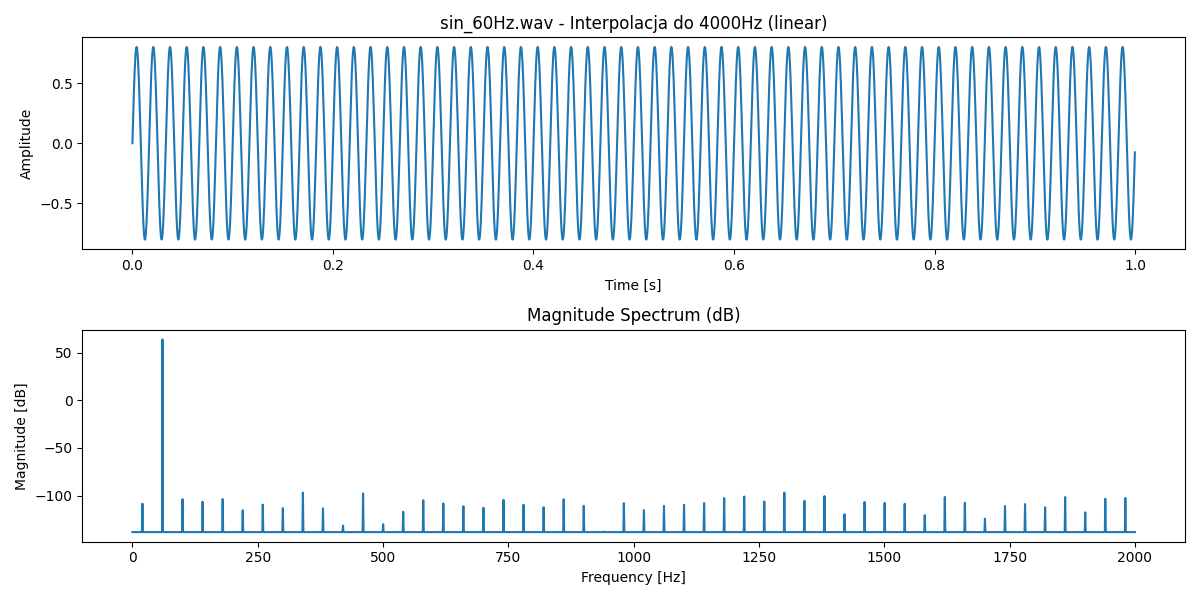 sin_60Hz.wav - Interpolacja do 4000Hz (linear)
0.5
0.0
−0.5
Amplitude
0.0 0.2 0.4 0.6 0.8 1.0
Time [s]
Magnitude Spectrum (dB)
50
0
−50
−100
Magnitude [dB]
0 250 500 750 1000 1250 1500 1750 2000
Frequency [Hz]